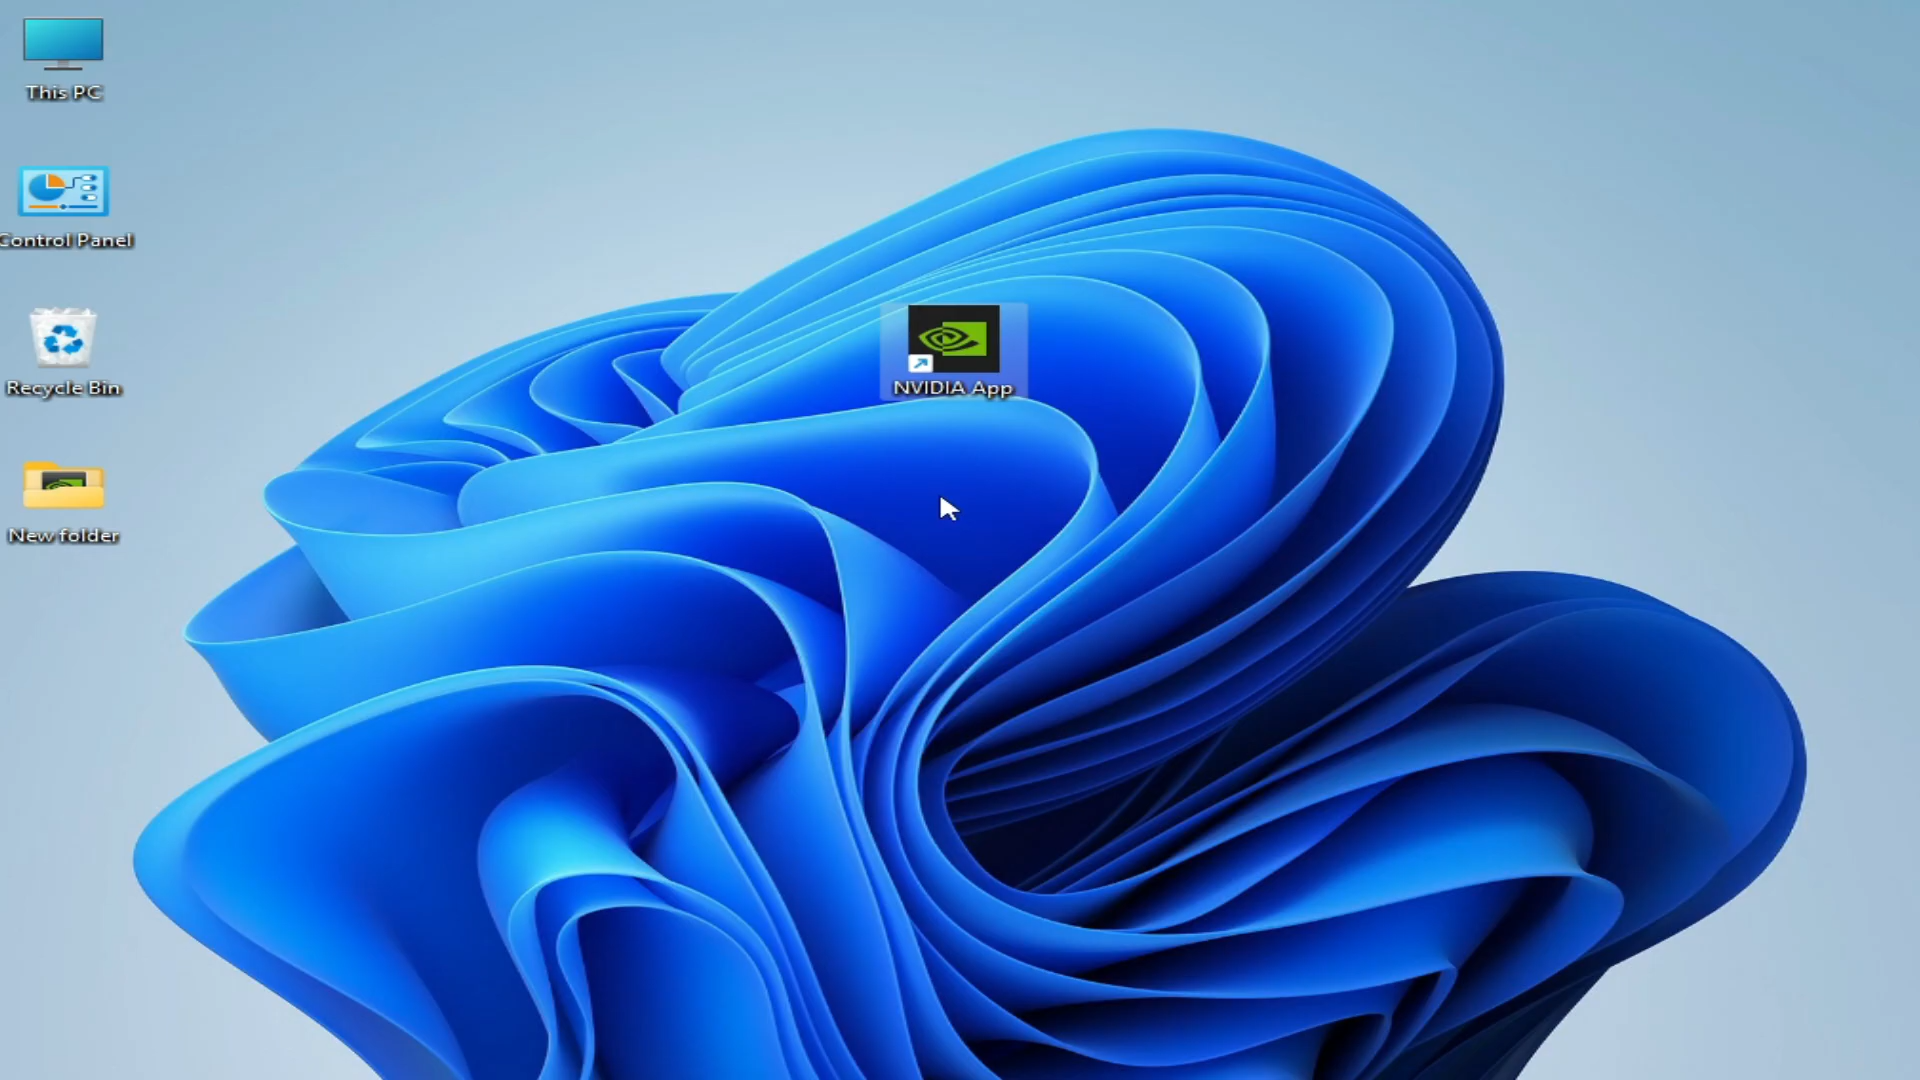 This PC
Control Panel
Recycle Bin
New folder
NVIDIA App